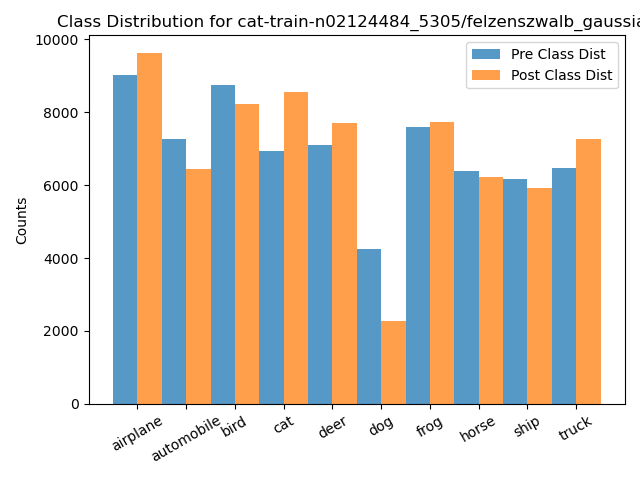 Class Distribution for cat-train-n02124484_5305/felzenszwalb_gaussia
Pre Class Dist
Post Class Dist
Counts
10000
8000
6000
4000
2000
0
airplane
automobile
bird
cat
deer
dog
frog
horse
ship
truck